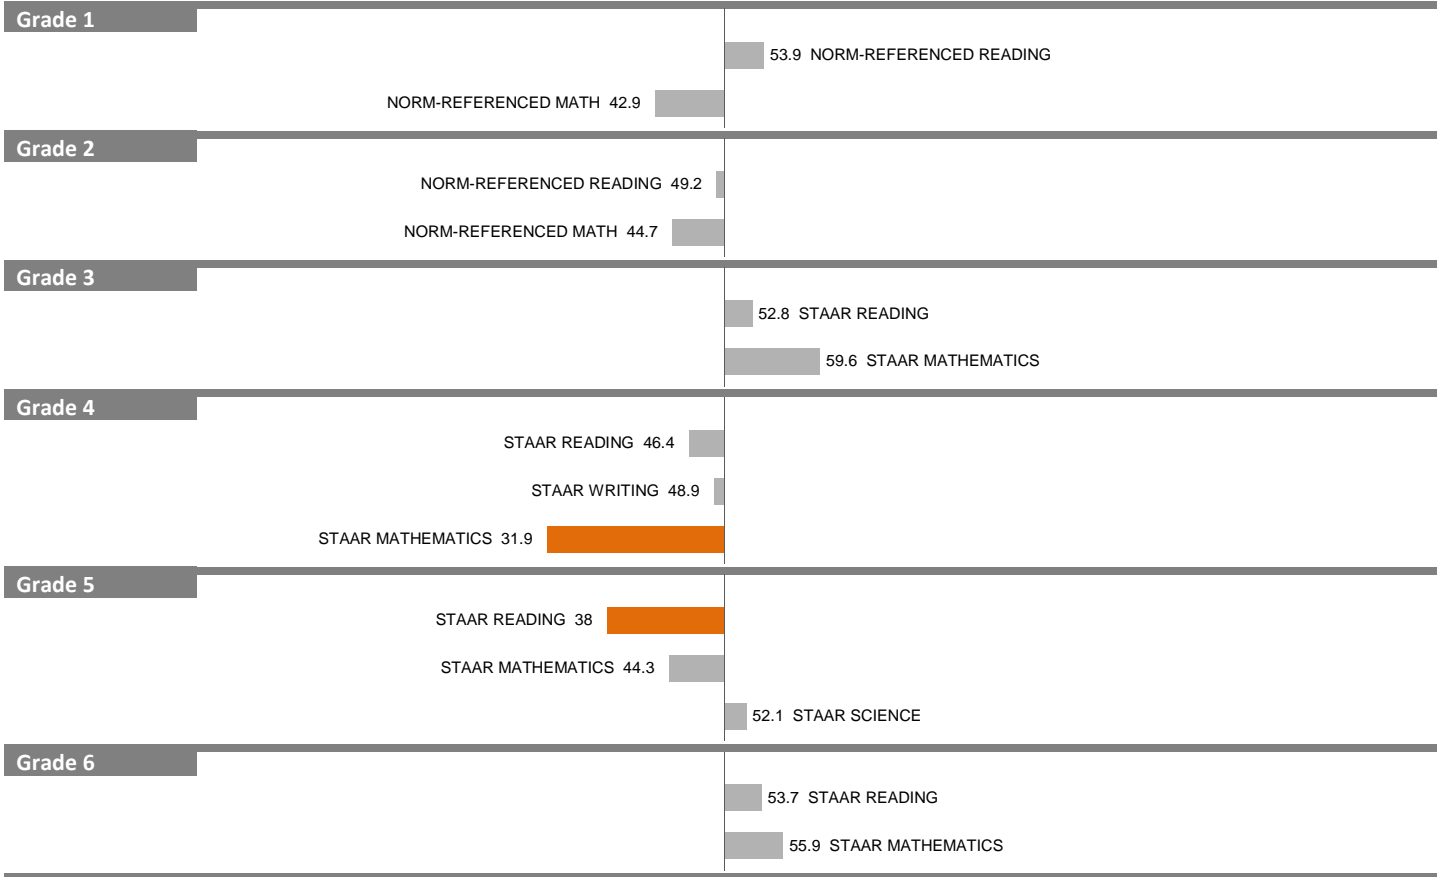 Grade 1
53.9 NORM-REFERENCED READING
NORM-REFERENCED MATH 42.9
Grade 2
NORM-REFERENCED READING 49.2
NORM-REFERENCED MATH 44.7
Grade 3
52.8 STAAR READING
59.6 STAAR MATHEMATICS
Grade 4
STAAR READING 46.4
STAAR WRITING 48.9
STAAR MATHEMATICS 31.9
Grade 5
STAAR READING 38
STAAR MATHEMATICS 44.3
52.1 STAAR SCIENCE
Grade 6
53.7 STAAR READING
55.9 STAAR MATHEMATICS